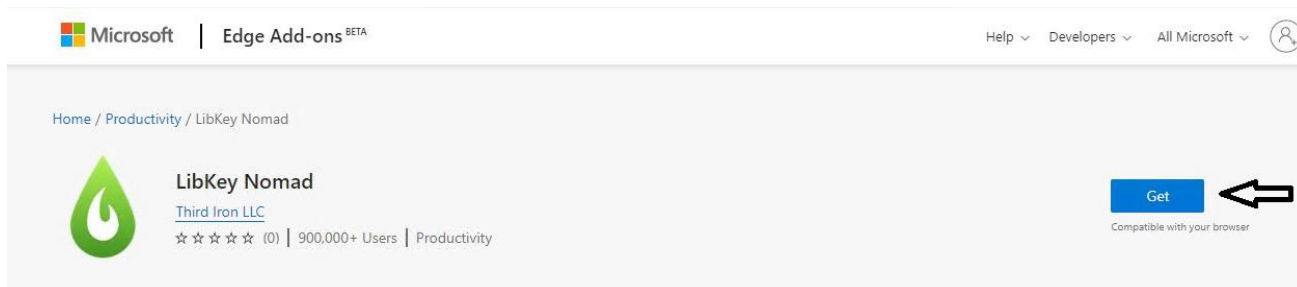 Microsoft | Edge Add-ons BETA Help Developers All Microsoft
Home / Productivity / LibKey Nomad
LibKey Nomad
Third Iron LLC
☆☆☆☆☆ (0) | 900,000+ Users | Productivity
Get
Compatible with your browser